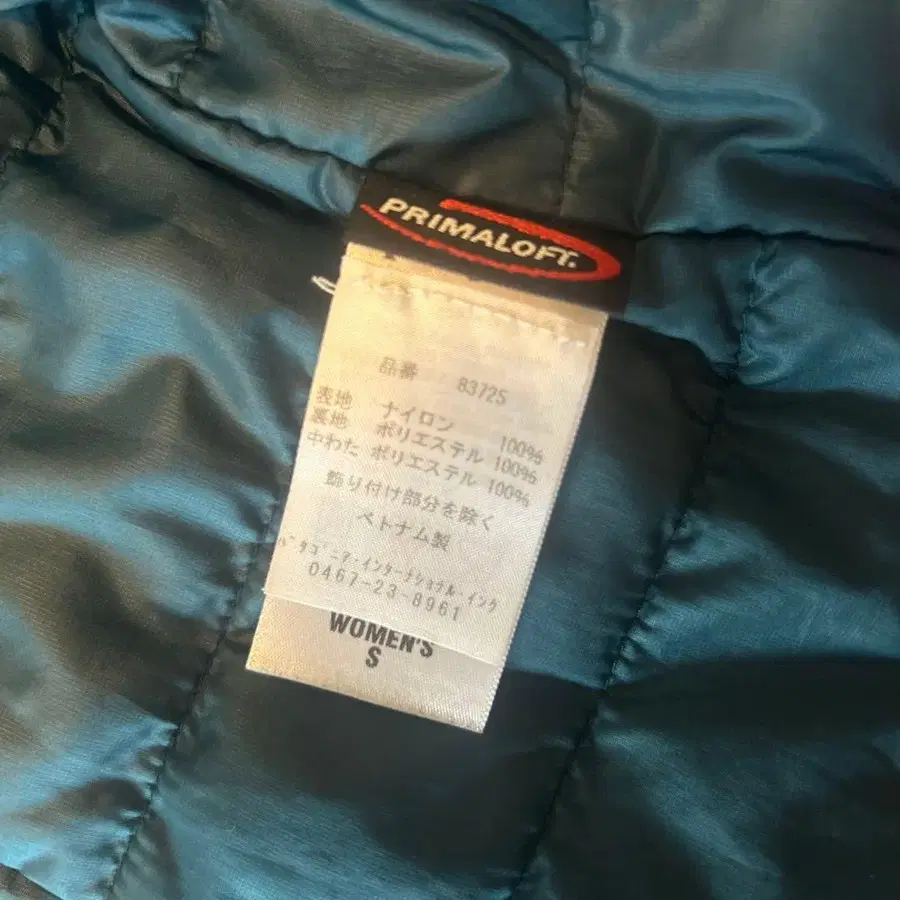 PRIMALOFT.
品番 83725
表地 ナイロン 100%
裏地 ポリエステル 100%
中わた ポリエステル 100%
飾り付け部分を除く
ベトナム製
ﾊﾟﾀｺﾞﾆｱ･ｲﾝﾀｰﾅｼｮﾅﾙ･ｲﾝｸ
0467-23-8961
WOMEN'S
S